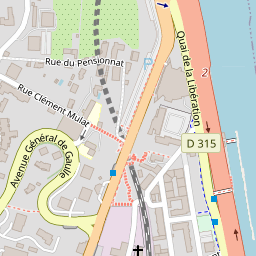 Rue du Pensionnat
Quai de la Libération
2
Rue Clément Mulat
D 315
Avenue Général de Gaulle